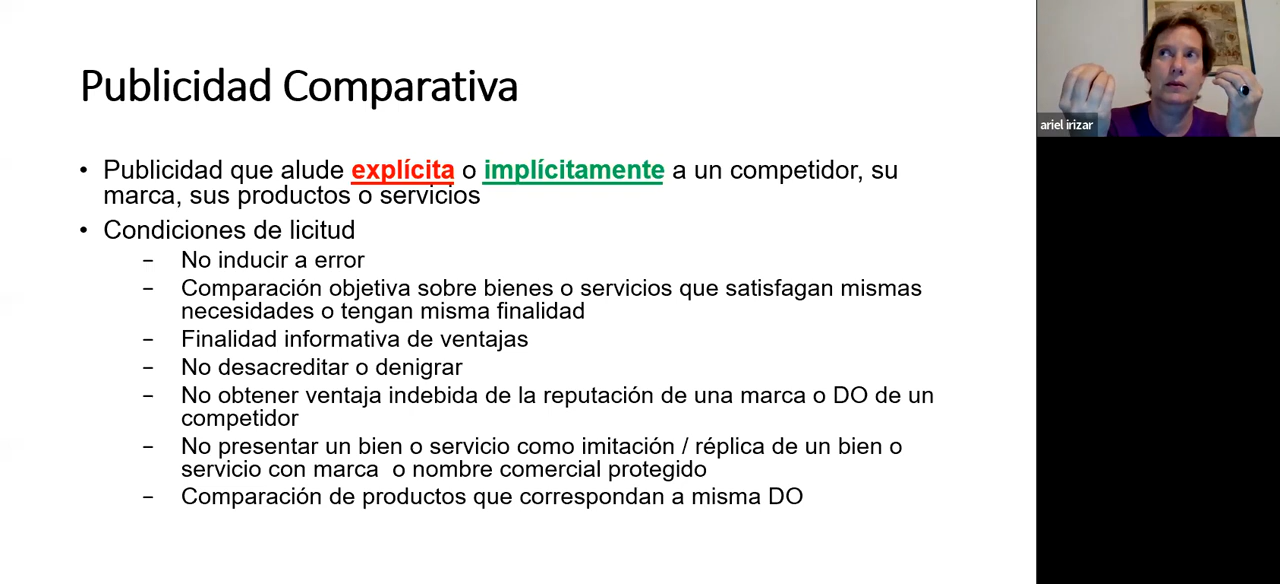 Publicidad Comparativa
• Publicidad que alude explícita o implícitamente a un competidor, su
marca, sus productos o servicios
• Condiciones de licitud
– No inducir a error
– Comparación objetiva sobre bienes o servicios que satisfagan mismas
necesidades o tengan misma finalidad
– Finalidad informativa de ventajas
– No desacreditar o denigrar
– No obtener ventaja indebida de la reputación de una marca o DO de un
competidor
– No presentar un bien o servicio como imitación / réplica de un bien o
servicio con marca o nombre comercial protegido
– Comparación de productos que correspondan a misma DO
ariel irizar